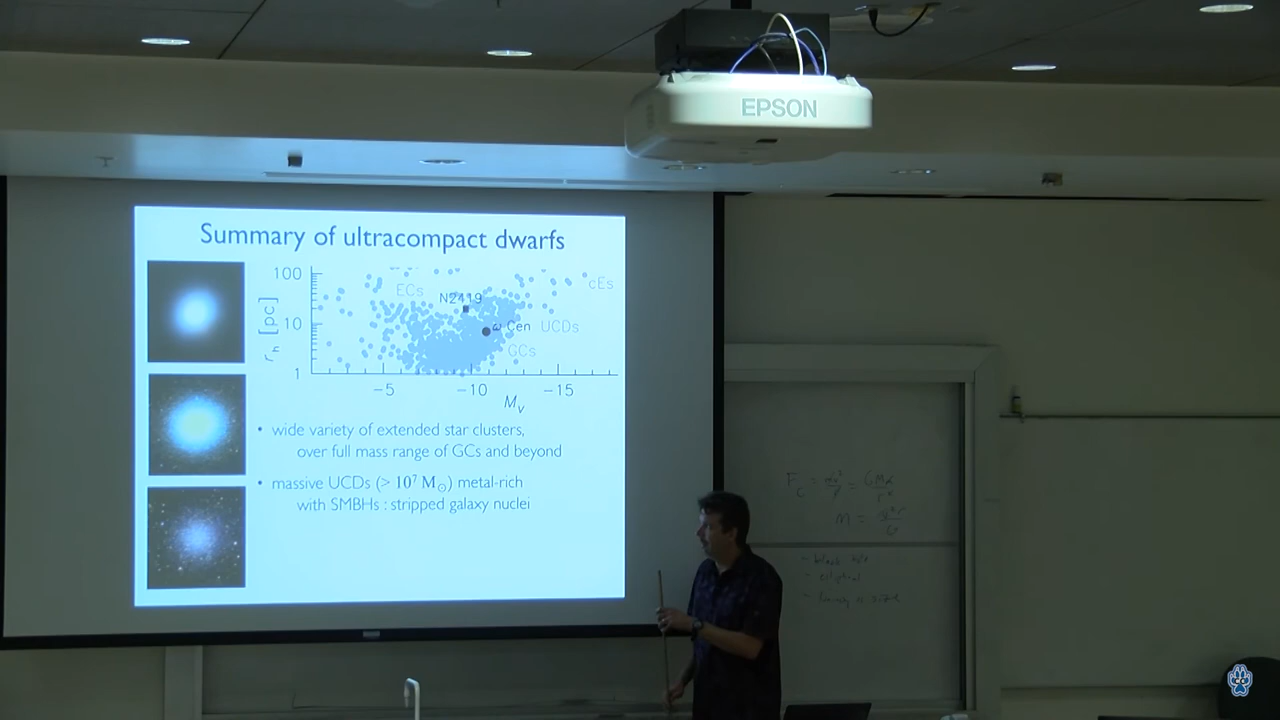 EPSON
Summary of ultracompact dwarfs
100
10
1
r_h [pc]
ECs
N2419
cEs
ω Cen
UCDs
GCs
−5
−10
−15
M_V
• wide variety of extended star clusters,
over full mass range of GCs and beyond
• massive UCDs (> 10⁷ M⊙) metal-rich
with SMBHs : stripped galaxy nuclei